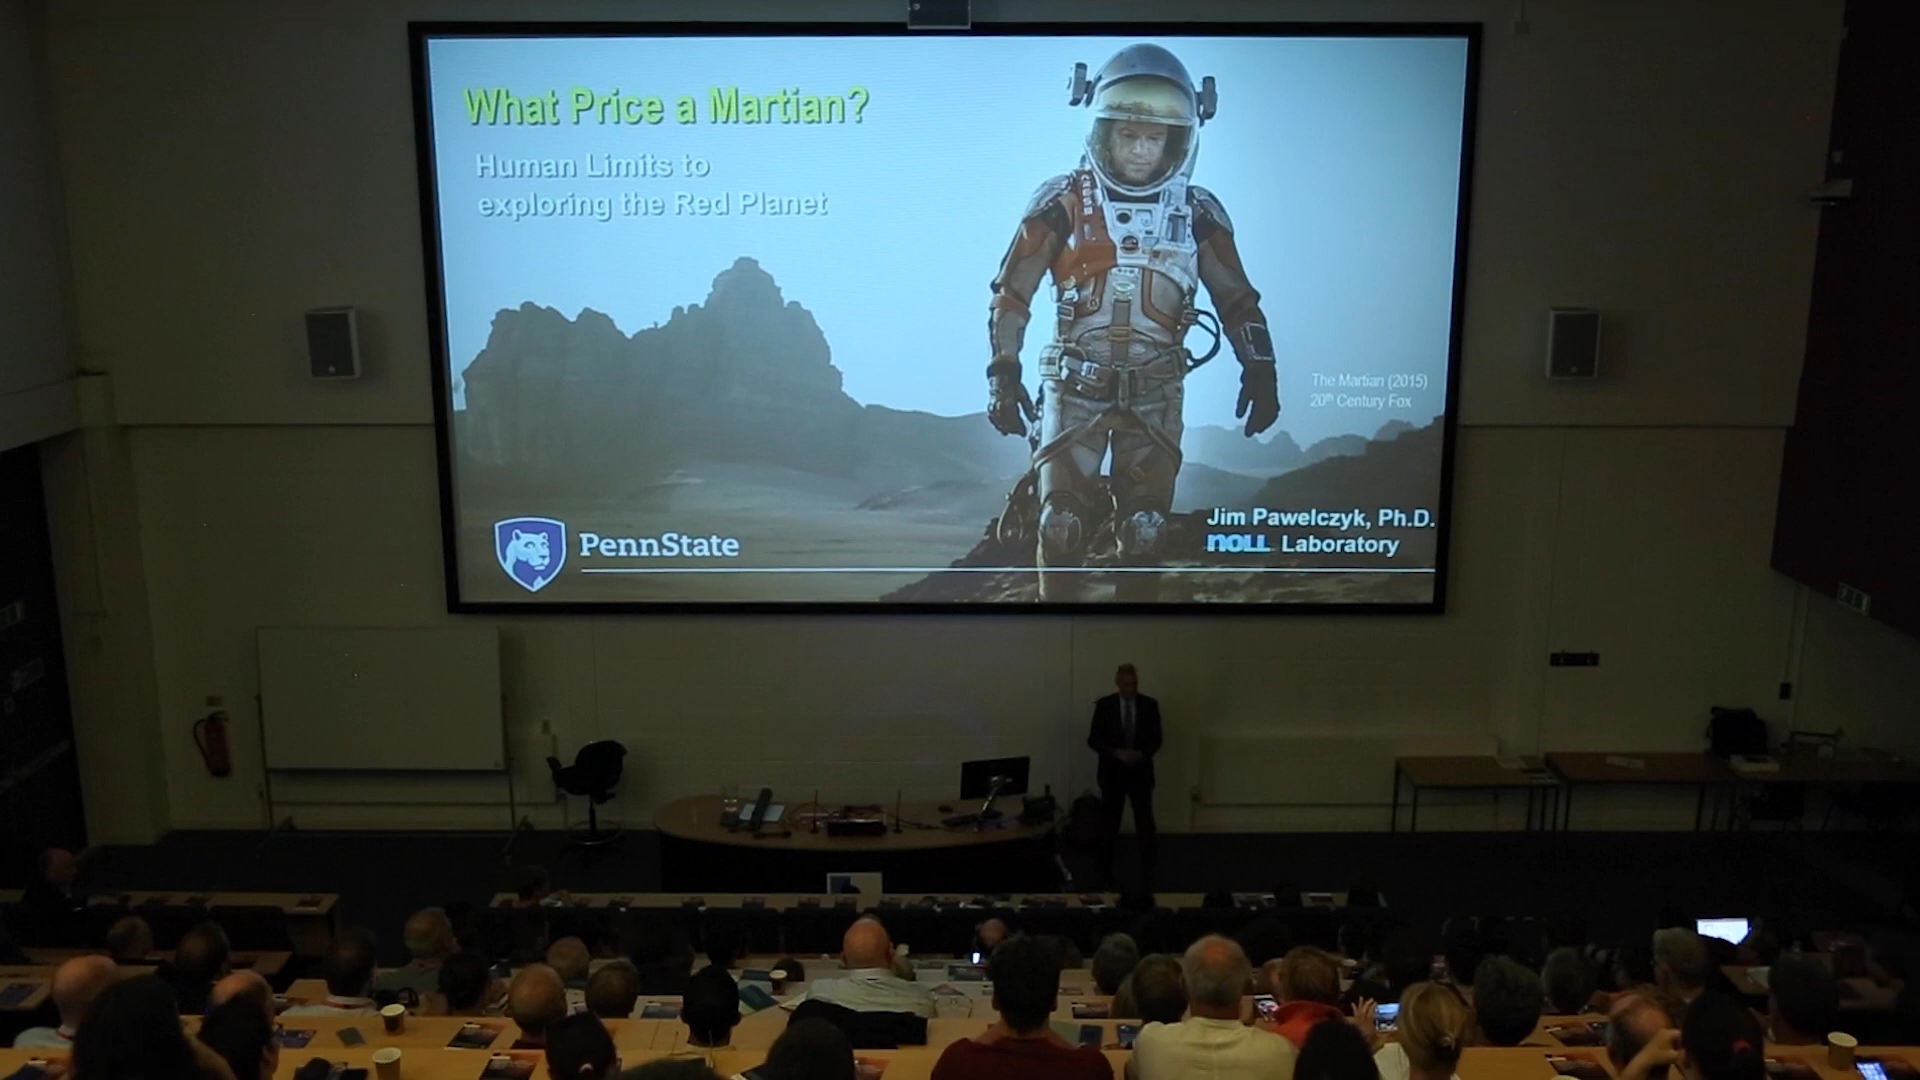 What Price a Martian?
Human Limits to
exploring the Red Planet
CROSS
The Martian (2015)
20th Century Fox
Jim Pawelczyk, Ph.D.
noll Laboratory
PennState